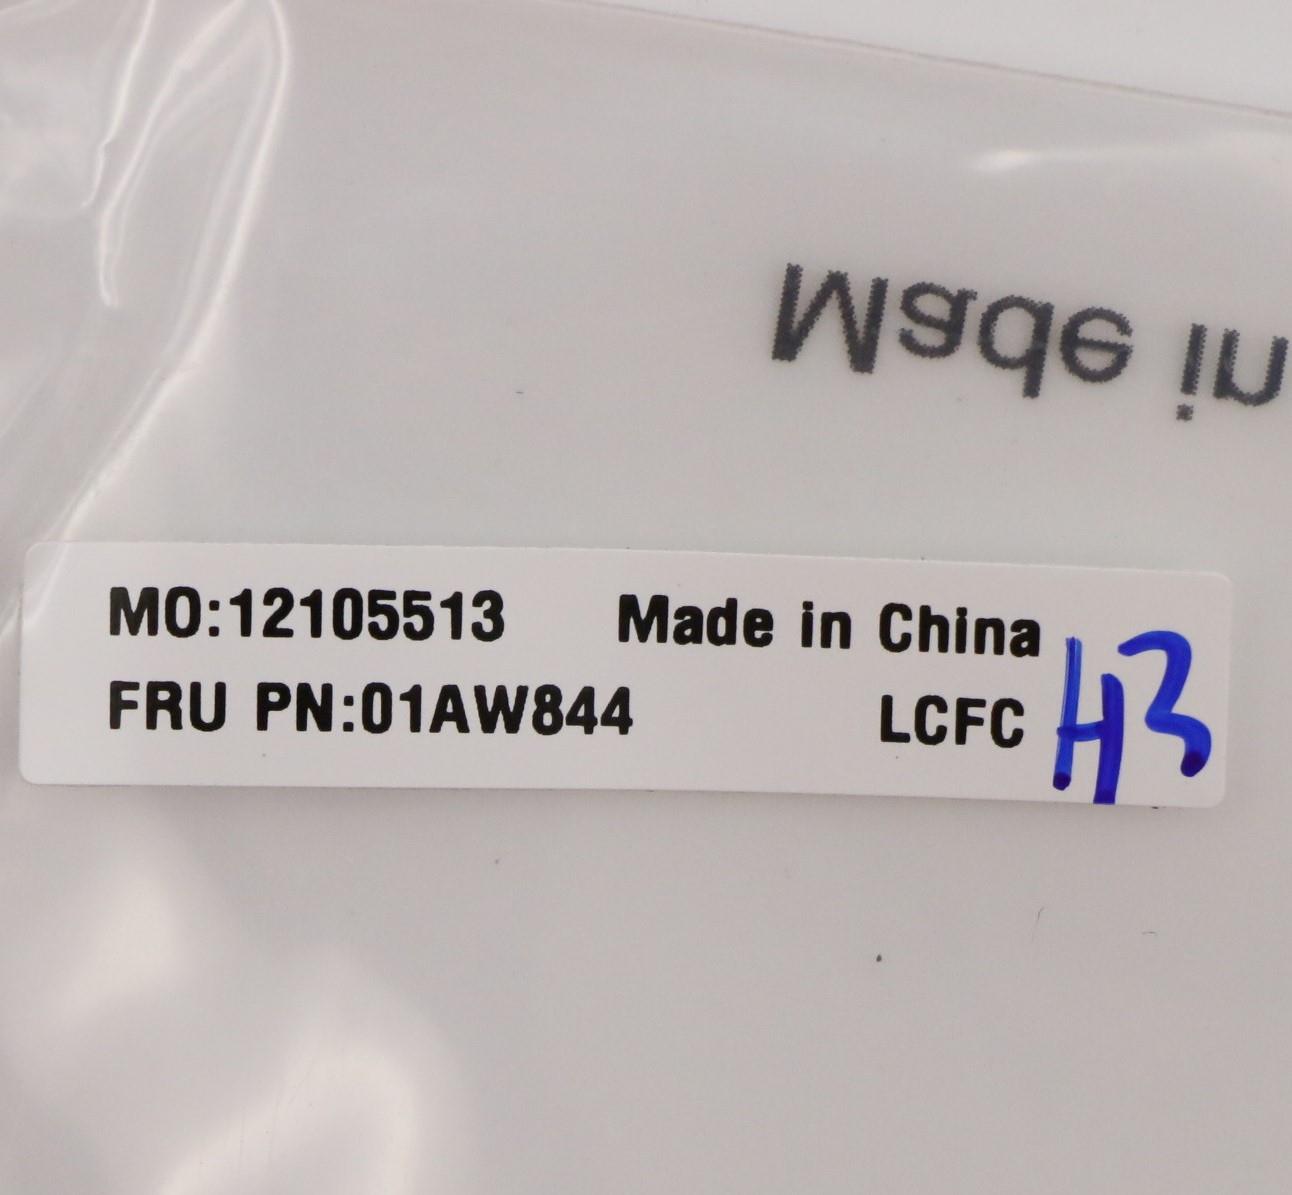 Made in
MO:12105513 Made in China
FRU PN:01AW844 LCFC H3